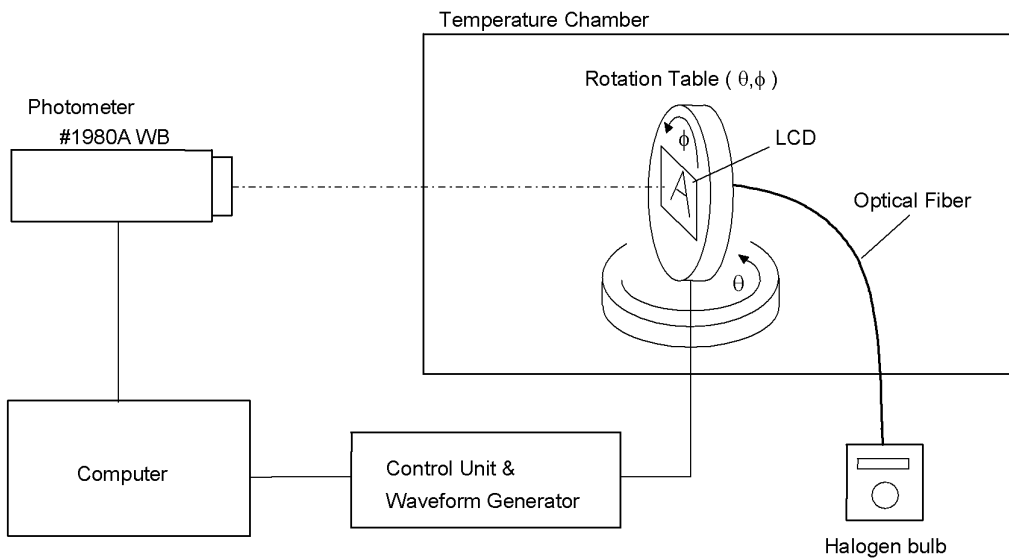 Temperature Chamber
Rotation Table ( θ,ϕ )
Photometer
#1980A WB
ϕ
LCD
A
Optical Fiber
θ
Computer
Control Unit &
Waveform Generator
Halogen bulb